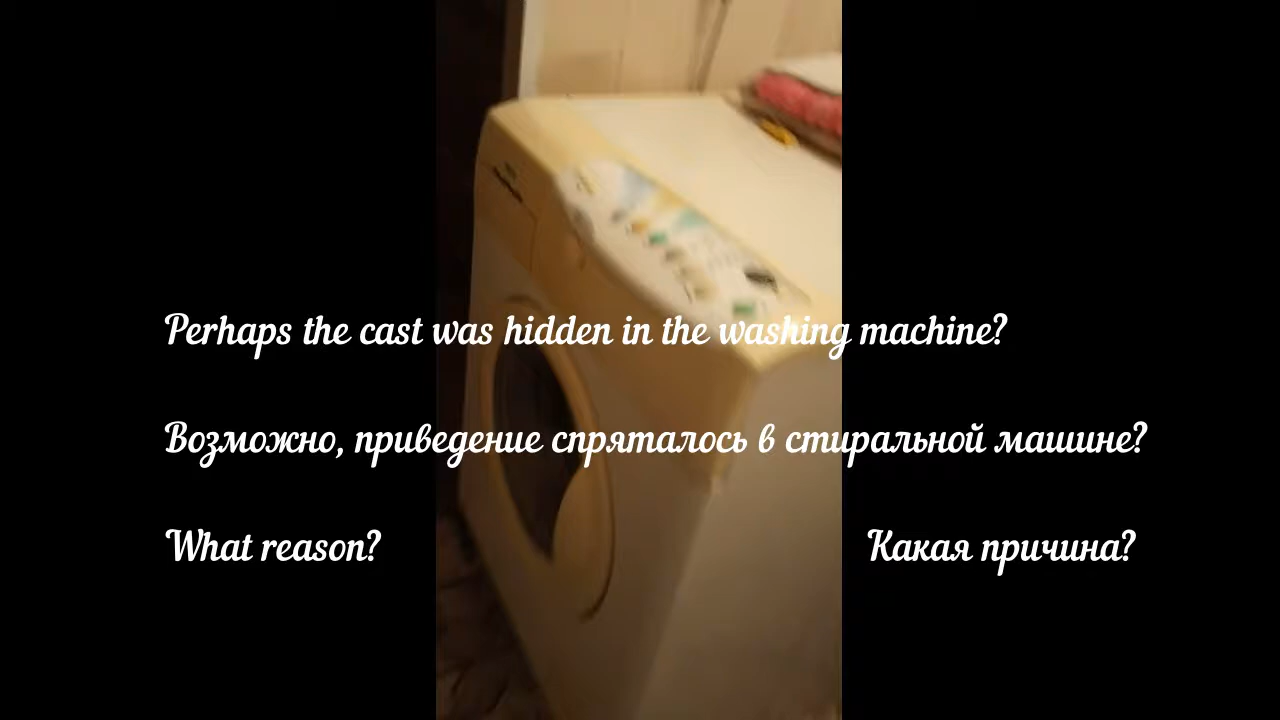 Perhaps the cast was hidden in the washing machine?
Возможно, приведение спряталось в стиральной машине?
What reason? Какая причина?